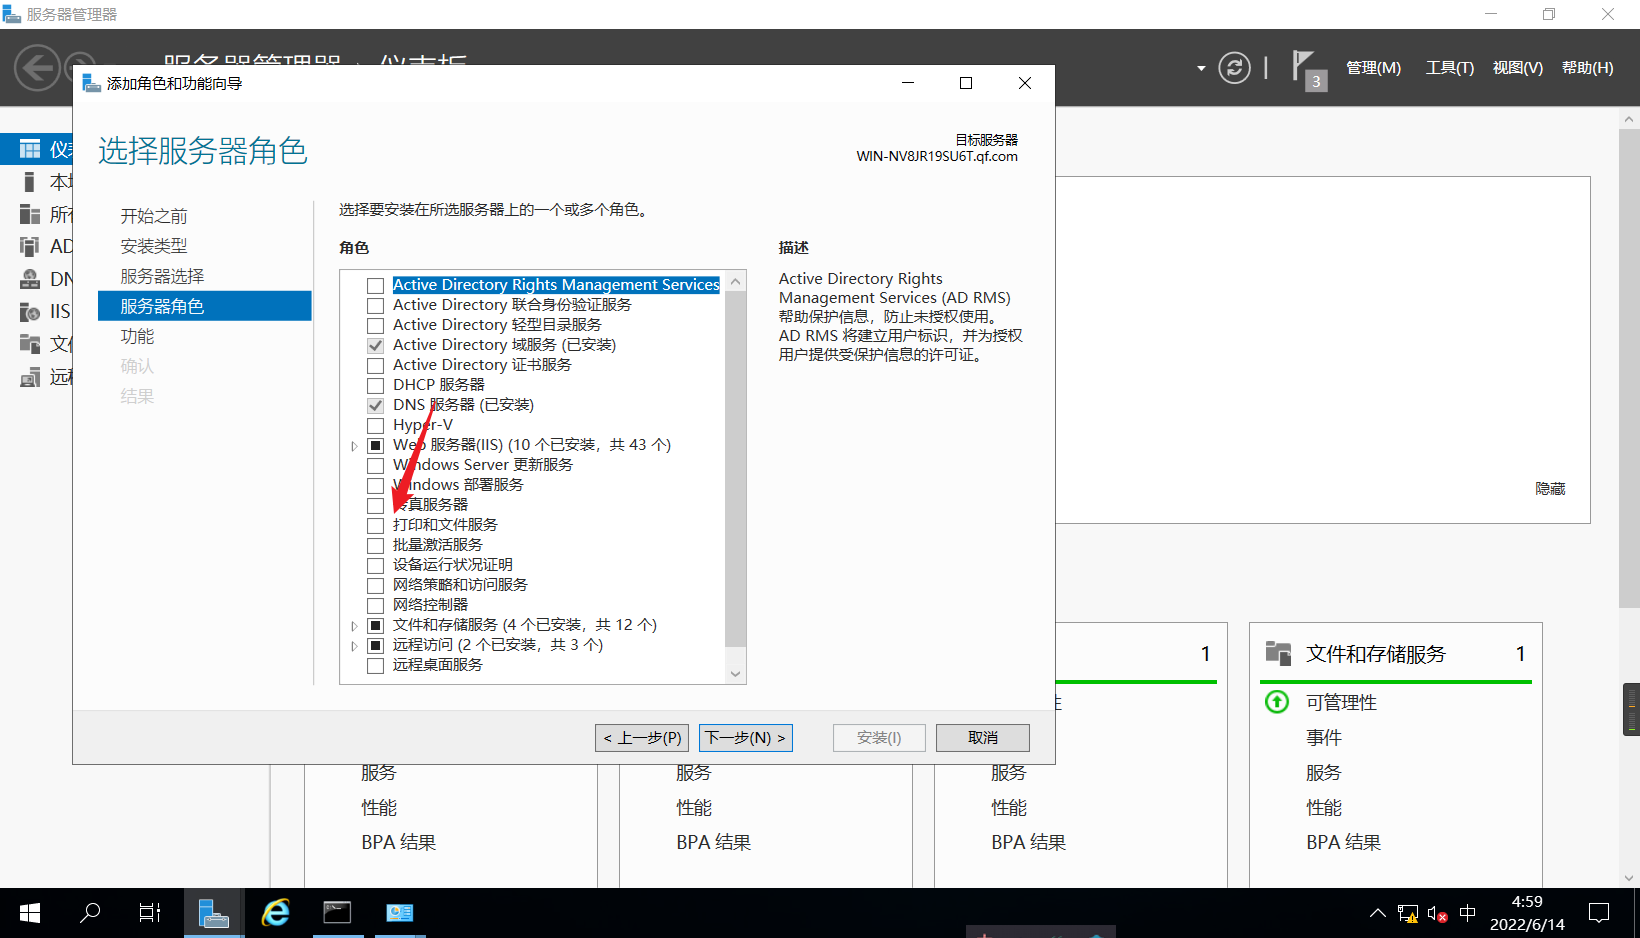 服务器管理器
管理(M)
工具(T)
视图(V)
帮助(H)
3
添加角色和功能向导
选择服务器角色
目标服务器
WIN-NV8JR19SU6T.qf.com
开始之前
安装类型
服务器选择
服务器角色
功能
确认
结果
选择要安装在所选服务器上的一个或多个角色。
角色
Active Directory Rights Management Services
Active Directory 联合身份验证服务
Active Directory 轻型目录服务
Active Directory 域服务 (已安装)
Active Directory 证书服务
DHCP 服务器
DNS 服务器 (已安装)
Hyper-V
Web 服务器(IIS) (10 个已安装，共 43 个)
Windows Server 更新服务
Windows 部署服务
传真服务器
打印和文件服务
批量激活服务
设备运行状况证明
网络策略和访问服务
网络控制器
文件和存储服务 (4 个已安装，共 12 个)
远程访问 (2 个已安装，共 3 个)
远程桌面服务
描述
Active Directory Rights
Management Services (AD RMS)
帮助保护信息，防止未授权使用。
AD RMS 将建立用户标识，并为授权
用户提供受保护信息的许可证。
< 上一步(P)
下一步(N) >
安装(I)
取消
AD
IIS
隐藏
1
文件和存储服务 1
可管理性
事件
服务
性能
BPA 结果
服务
性能
BPA 结果
服务
性能
BPA 结果
服务
性能
BPA 结果
中
4:59
2022/6/14